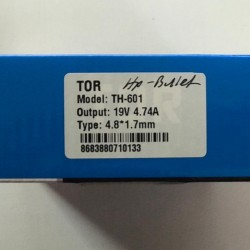 TOR Hp-Bullet
Model: TH-601
Output: 19V 4.74A
Type: 4.8*1.7mm
8683880710133